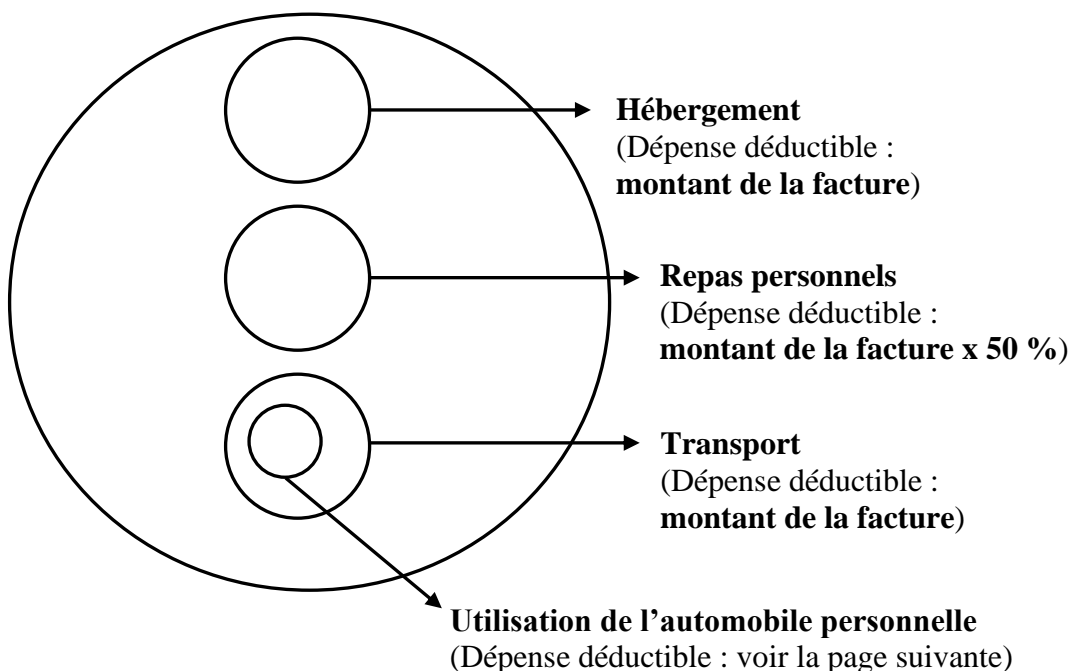 Hébergement
(Dépense déductible :
montant de la facture)
Repas personnels
(Dépense déductible :
montant de la facture x 50 %)
Transport
(Dépense déductible :
montant de la facture)
Utilisation de l’automobile personnelle
(Dépense déductible : voir la page suivante)